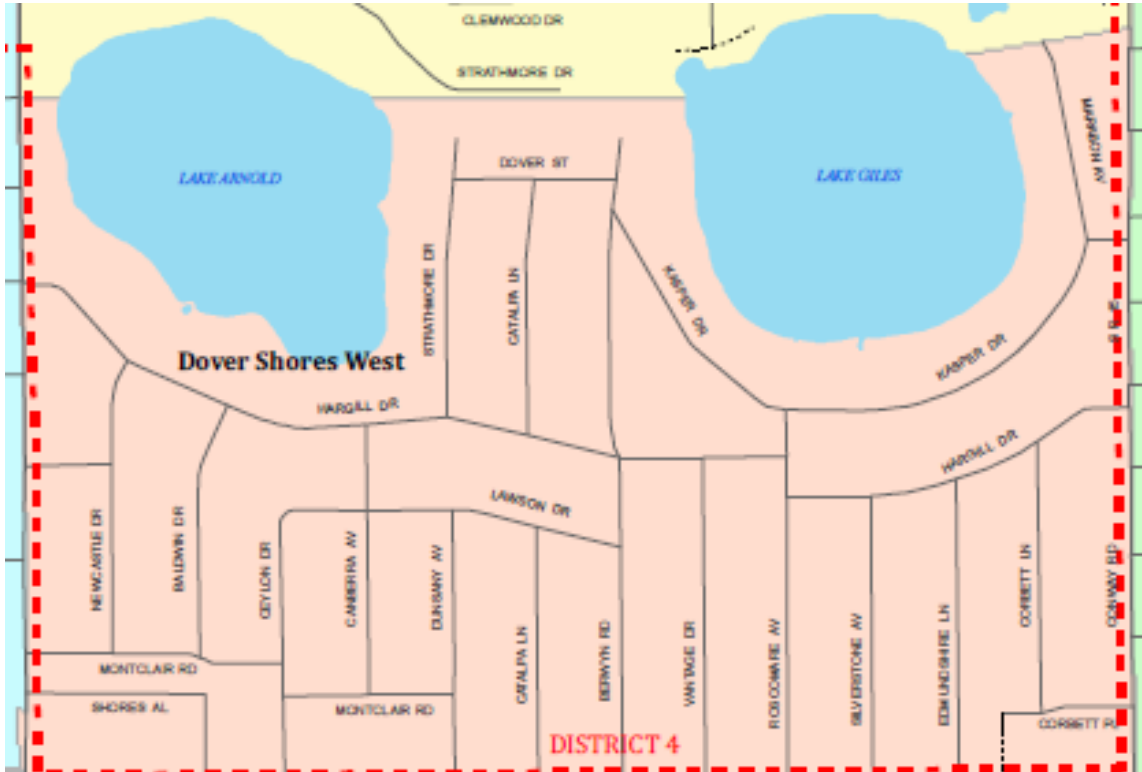 CLEMWOOD DR
STRATHMORE DR
DOVER ST
LAKE ARNOLD
LAKE GILES
STRATHMORE DR
CATALPA LN
KASPER DR
KASPER DR
Dover Shores West
HARGILL DR
HARGILL DR
LAWSON DR
NEWCASTLE DR
BALDWIN DR
CEYLON DR
CANBERRA AV
DUNSANY AV
CATALPA LN
BERWYN RD
VANTAGE DR
ROSCOMARE AV
SILVERSTONE AV
EDMUNDSHIRE LN
CORBETT LN
CONWAY RD
MONTCLAIR RD
SHORES AL
MONTCLAIR RD
CORBETT
DISTRICT 4